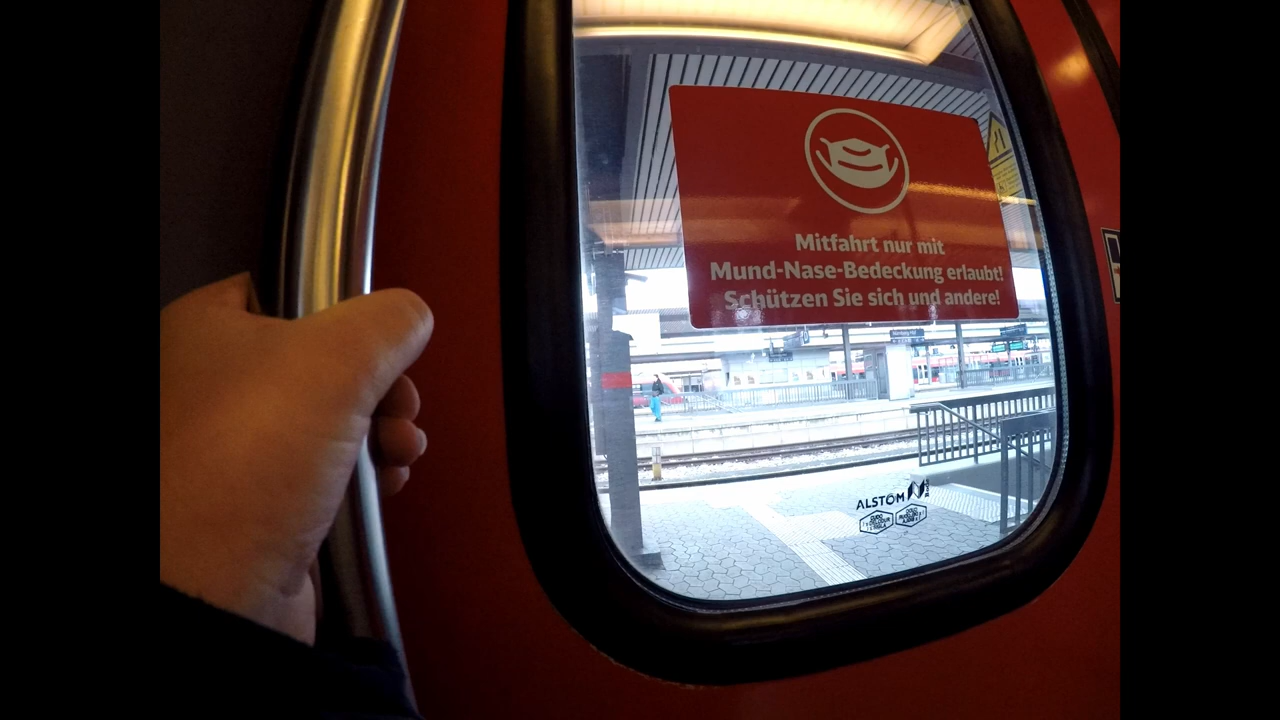 Mitfahrt nur mit
Mund-Nase-Bedeckung erlaubt!
Schützen Sie sich und andere!
ALSTOM